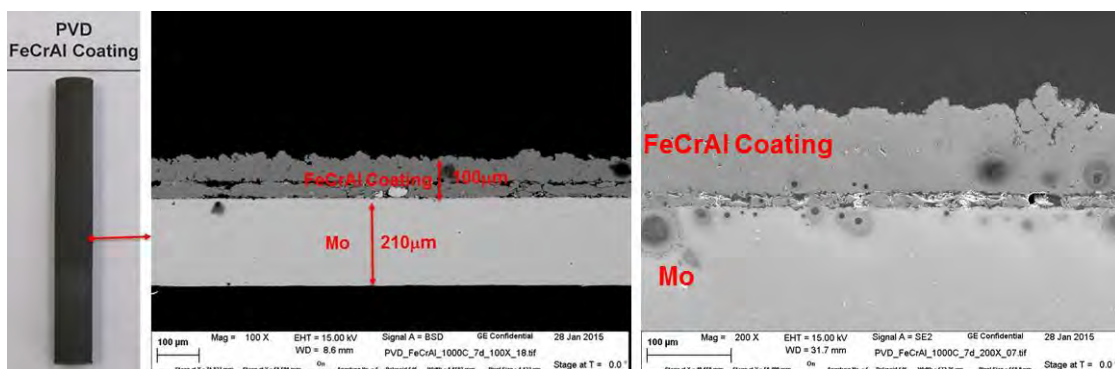 PVD
FeCrAl Coating
FeCrAl Coating
100µm
Mo
210µm
100 µm
Mag = 100 X
EHT = 15.00 kV
Signal A = BSD
GE Confidential
28 Jan 2015
WD = 8.6 mm
PVD_FeCrAl_1000C_7d_100X_18.tif
Stage at T = 0.0 °
FeCrAl Coating
Mo
100 µm
Mag = 200 X
EHT = 15.00 kV
Signal A = SE2
GE Confidential
28 Jan 2015
WD = 31.7 mm
PVD_FeCrAl_1000C_7d_200X_07.tif
Stage at T = 0.0 °